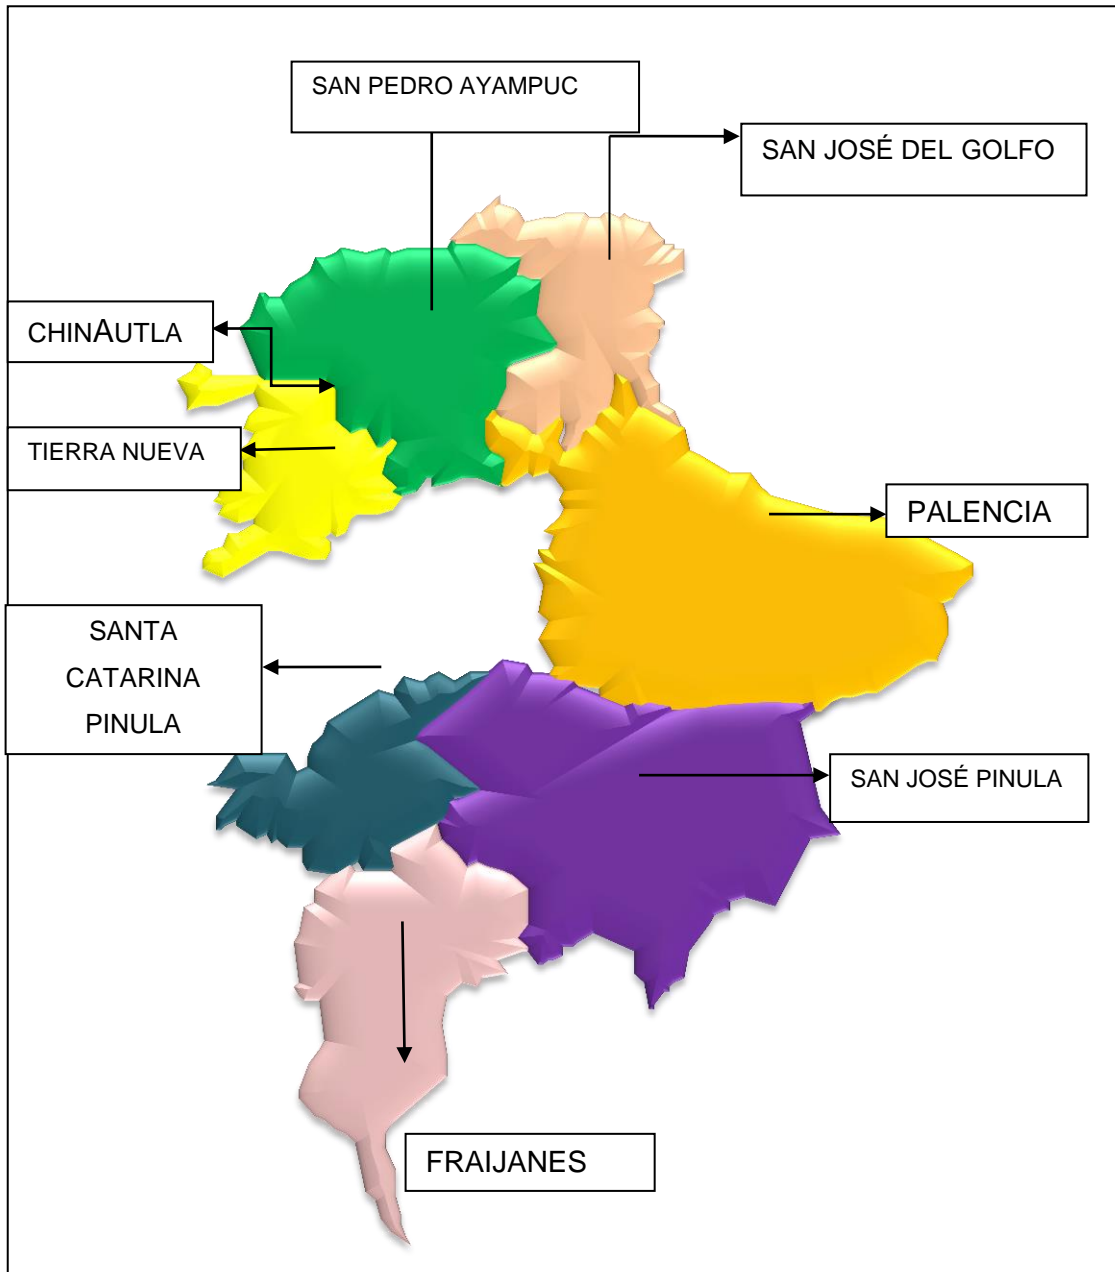 SAN PEDRO AYAMPUC
SAN JOSÉ DEL GOLFO
CHINAUTLA
TIERRA NUEVA
PALENCIA
SANTA
CATARINA
PINULA
SAN JOSÉ PINULA
FRAIJANES